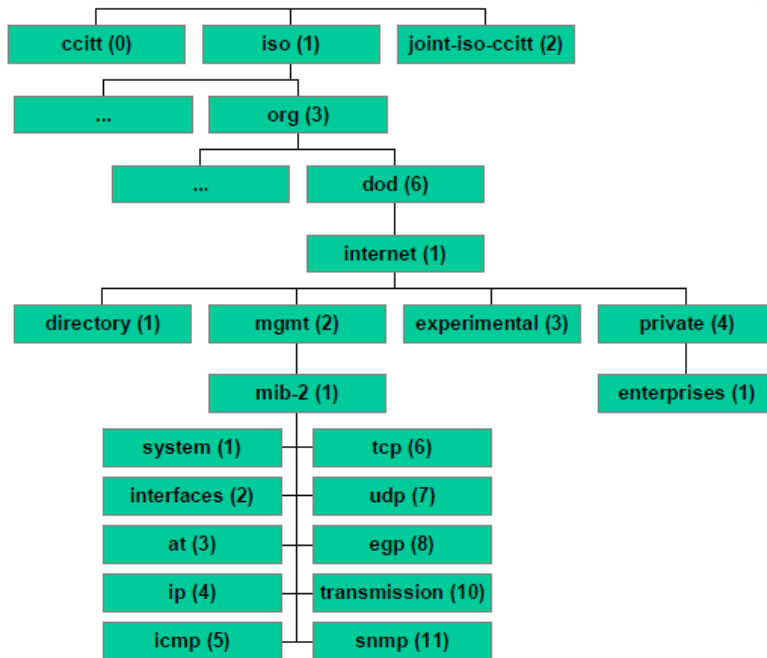 ccitt (0)
iso (1)
joint-iso-ccitt (2)
...
org (3)
...
dod (6)
internet (1)
directory (1)
mgmt (2)
experimental (3)
private (4)
mib-2 (1)
enterprises (1)
system (1)
tcp (6)
interfaces (2)
udp (7)
at (3)
egp (8)
ip (4)
transmission (10)
icmp (5)
snmp (11)